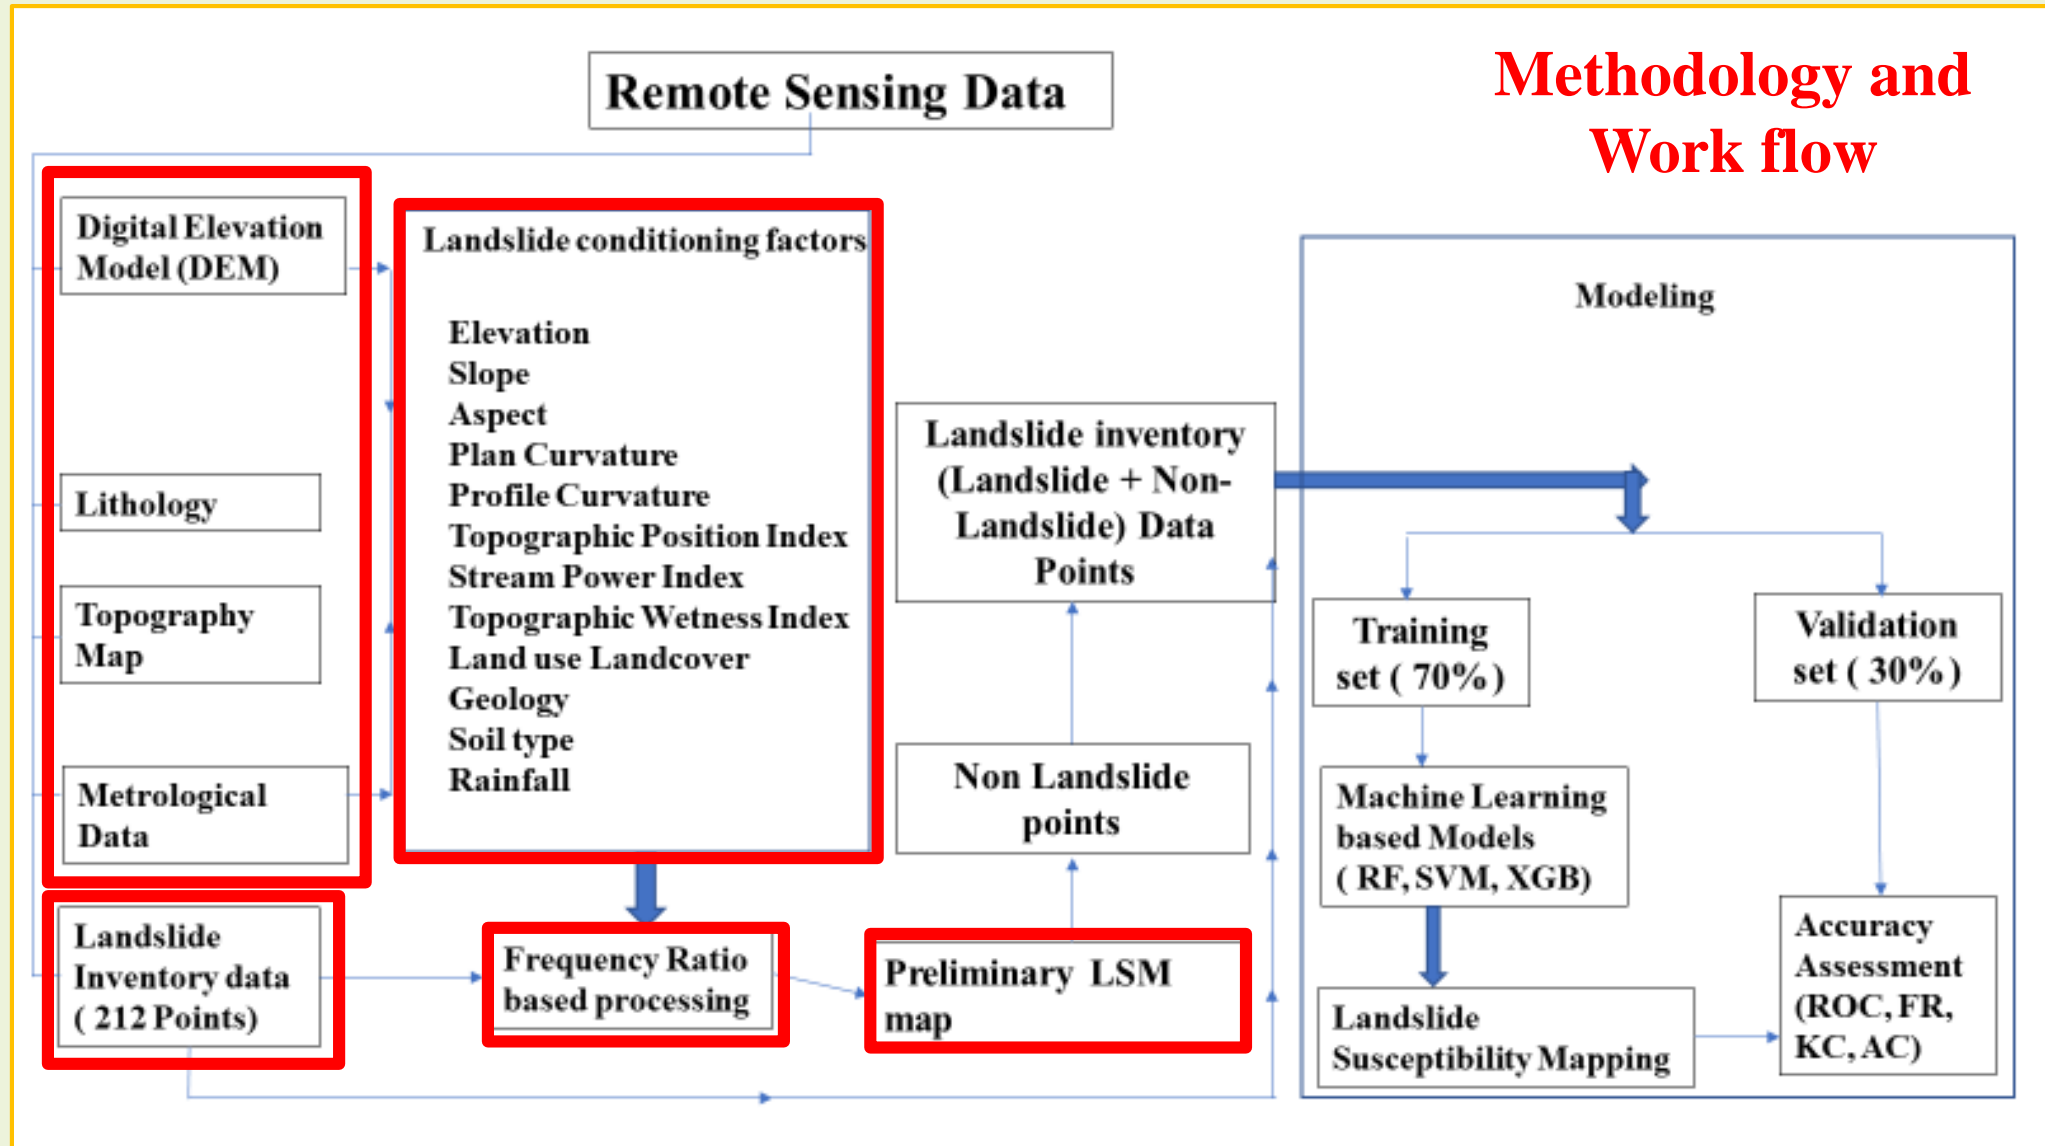 Remote Sensing Data
Methodology and
Work flow
Digital Elevation
Model (DEM)
Lithology
Topography
Map
Metrological
Data
Landslide
Inventory data
( 212 Points)
Landslide conditioning factors
Elevation
Slope
Aspect
Plan Curvature
Profile Curvature
Topographic Position Index
Stream Power Index
Topographic Wetness Index
Land use Landcover
Geology
Soil type
Rainfall
Frequency Ratio
based processing
Preliminary LSM
map
Non Landslide
points
Landslide inventory
(Landslide + Non-
Landslide) Data
Points
Modeling
Training
set ( 70%)
Validation
set ( 30%)
Machine Learning
based Models
( RF, SVM, XGB)
Landslide
Susceptibility Mapping
Accuracy
Assessment
(ROC, FR,
KC, AC)